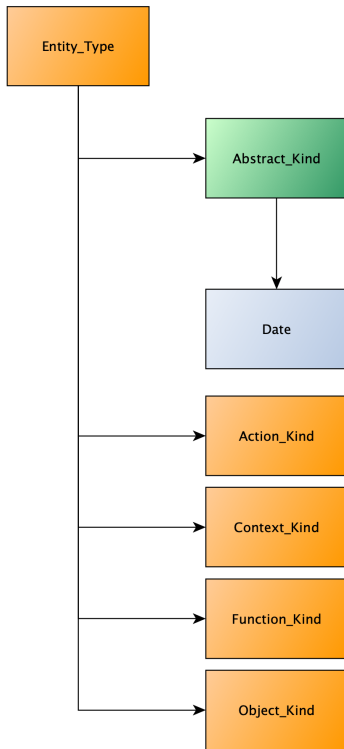 Entity_Type
Abstract_Kind
Date
Action_Kind
Context_Kind
Function_Kind
Object_Kind